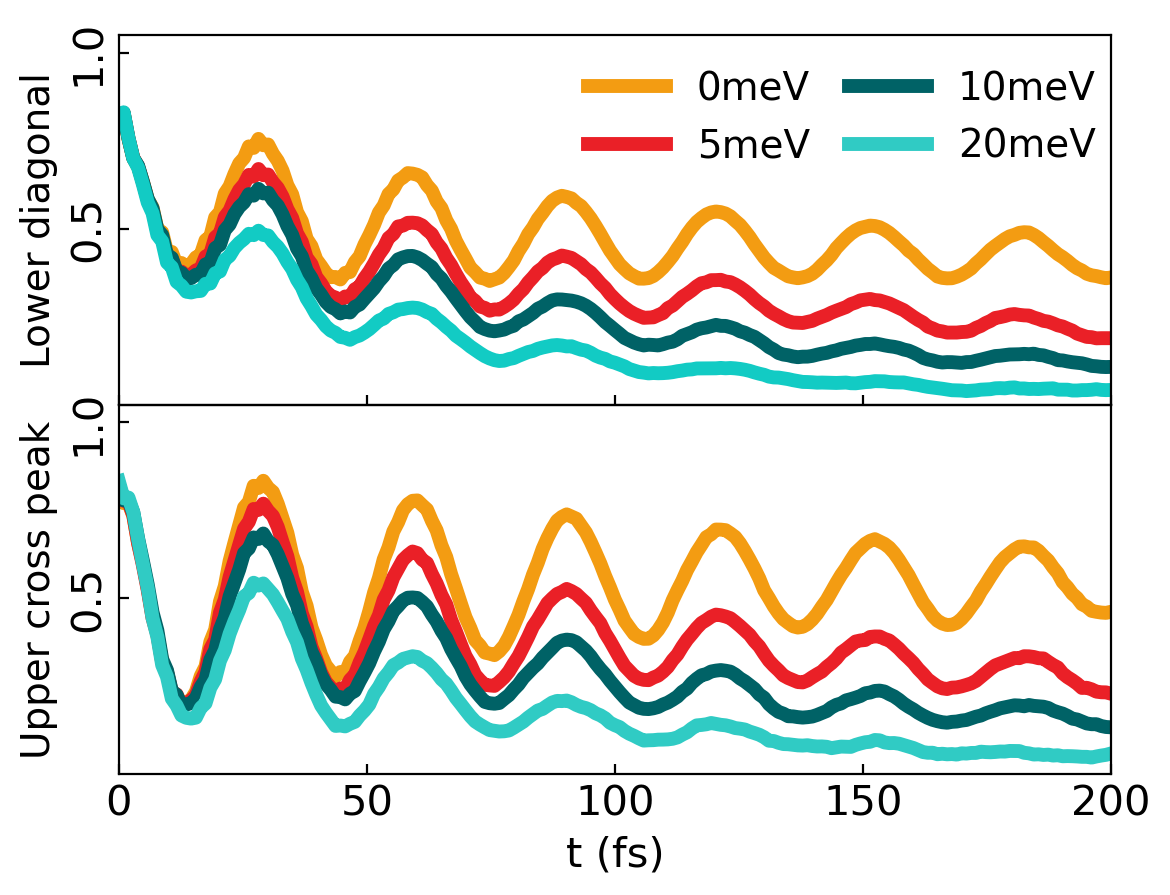 Lower diagonal
1.0
0.5
0meV
10meV
5meV
20meV
Upper cross peak
1.0
0.5
0
50
100
150
200
t (fs)